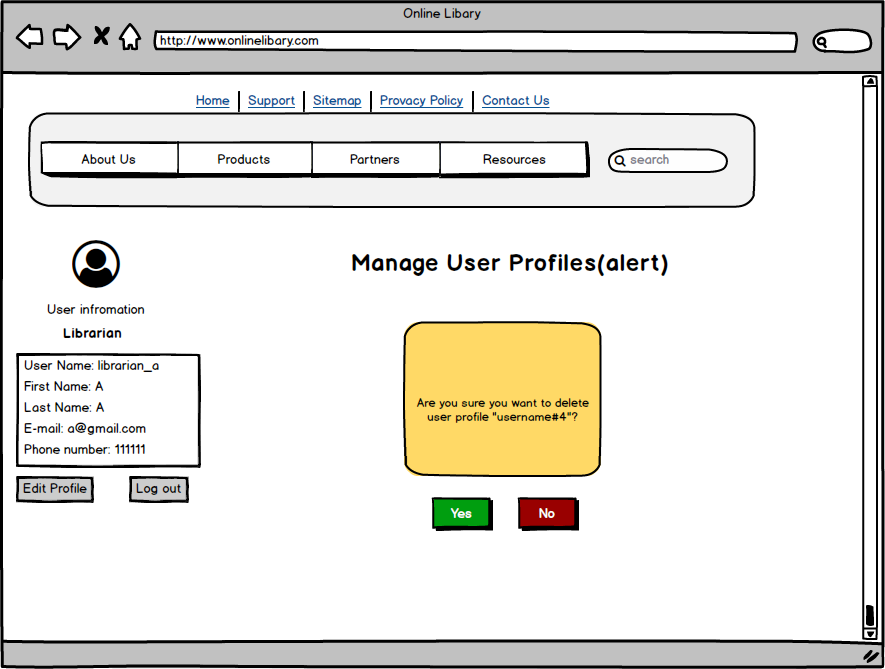 Online Libary
http://www.onlinelibary.com
Home Support Sitemap Provacy Policy Contact Us
About Us Products Partners Resources search
Manage User Profiles(alert)
User infromation
Librarian
User Name: librarian_a
First Name: A
Last Name: A
E-mail: a@gmail.com
Phone number: 111111
Edit Profile Log out
Are you sure you want to delete
user profile "username#4"?
Yes No